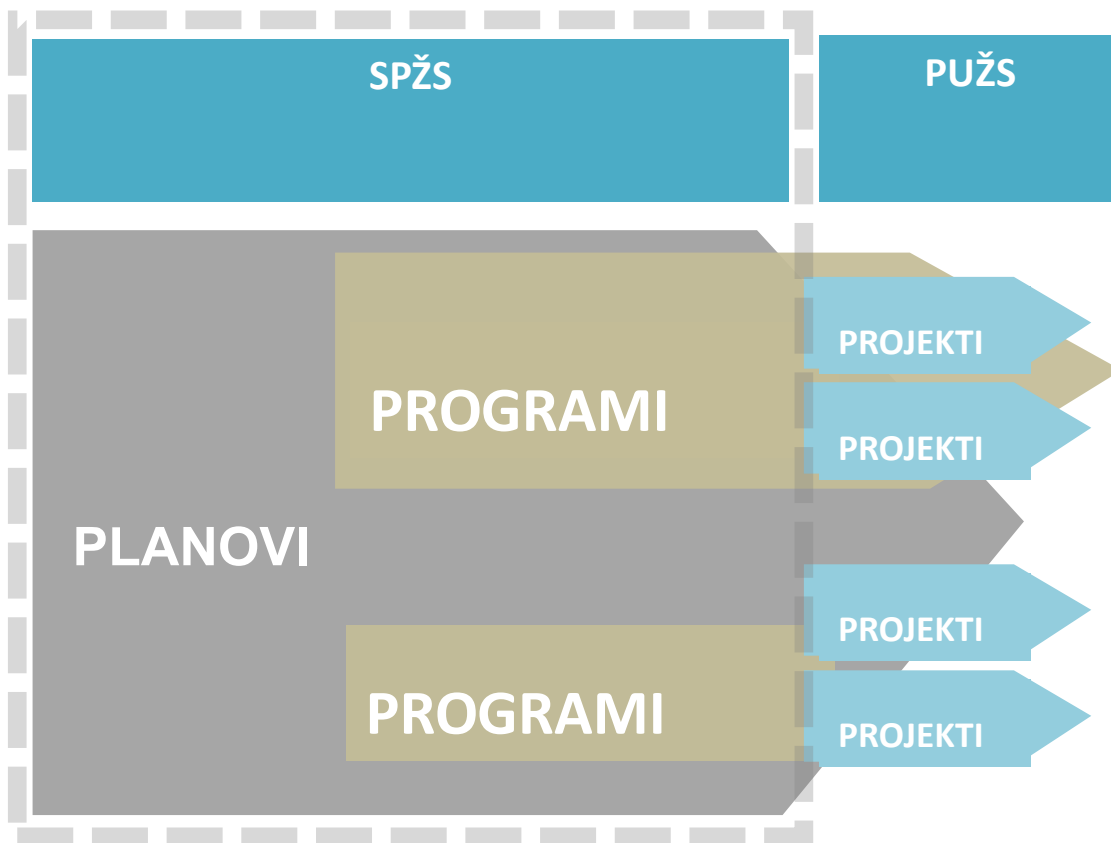 SPŽS
PUŽS
PROJEKTI
PROGRAMI
PROJEKTI
PLANOVI
PROJEKTI
PROGRAMI
PROJEKTI